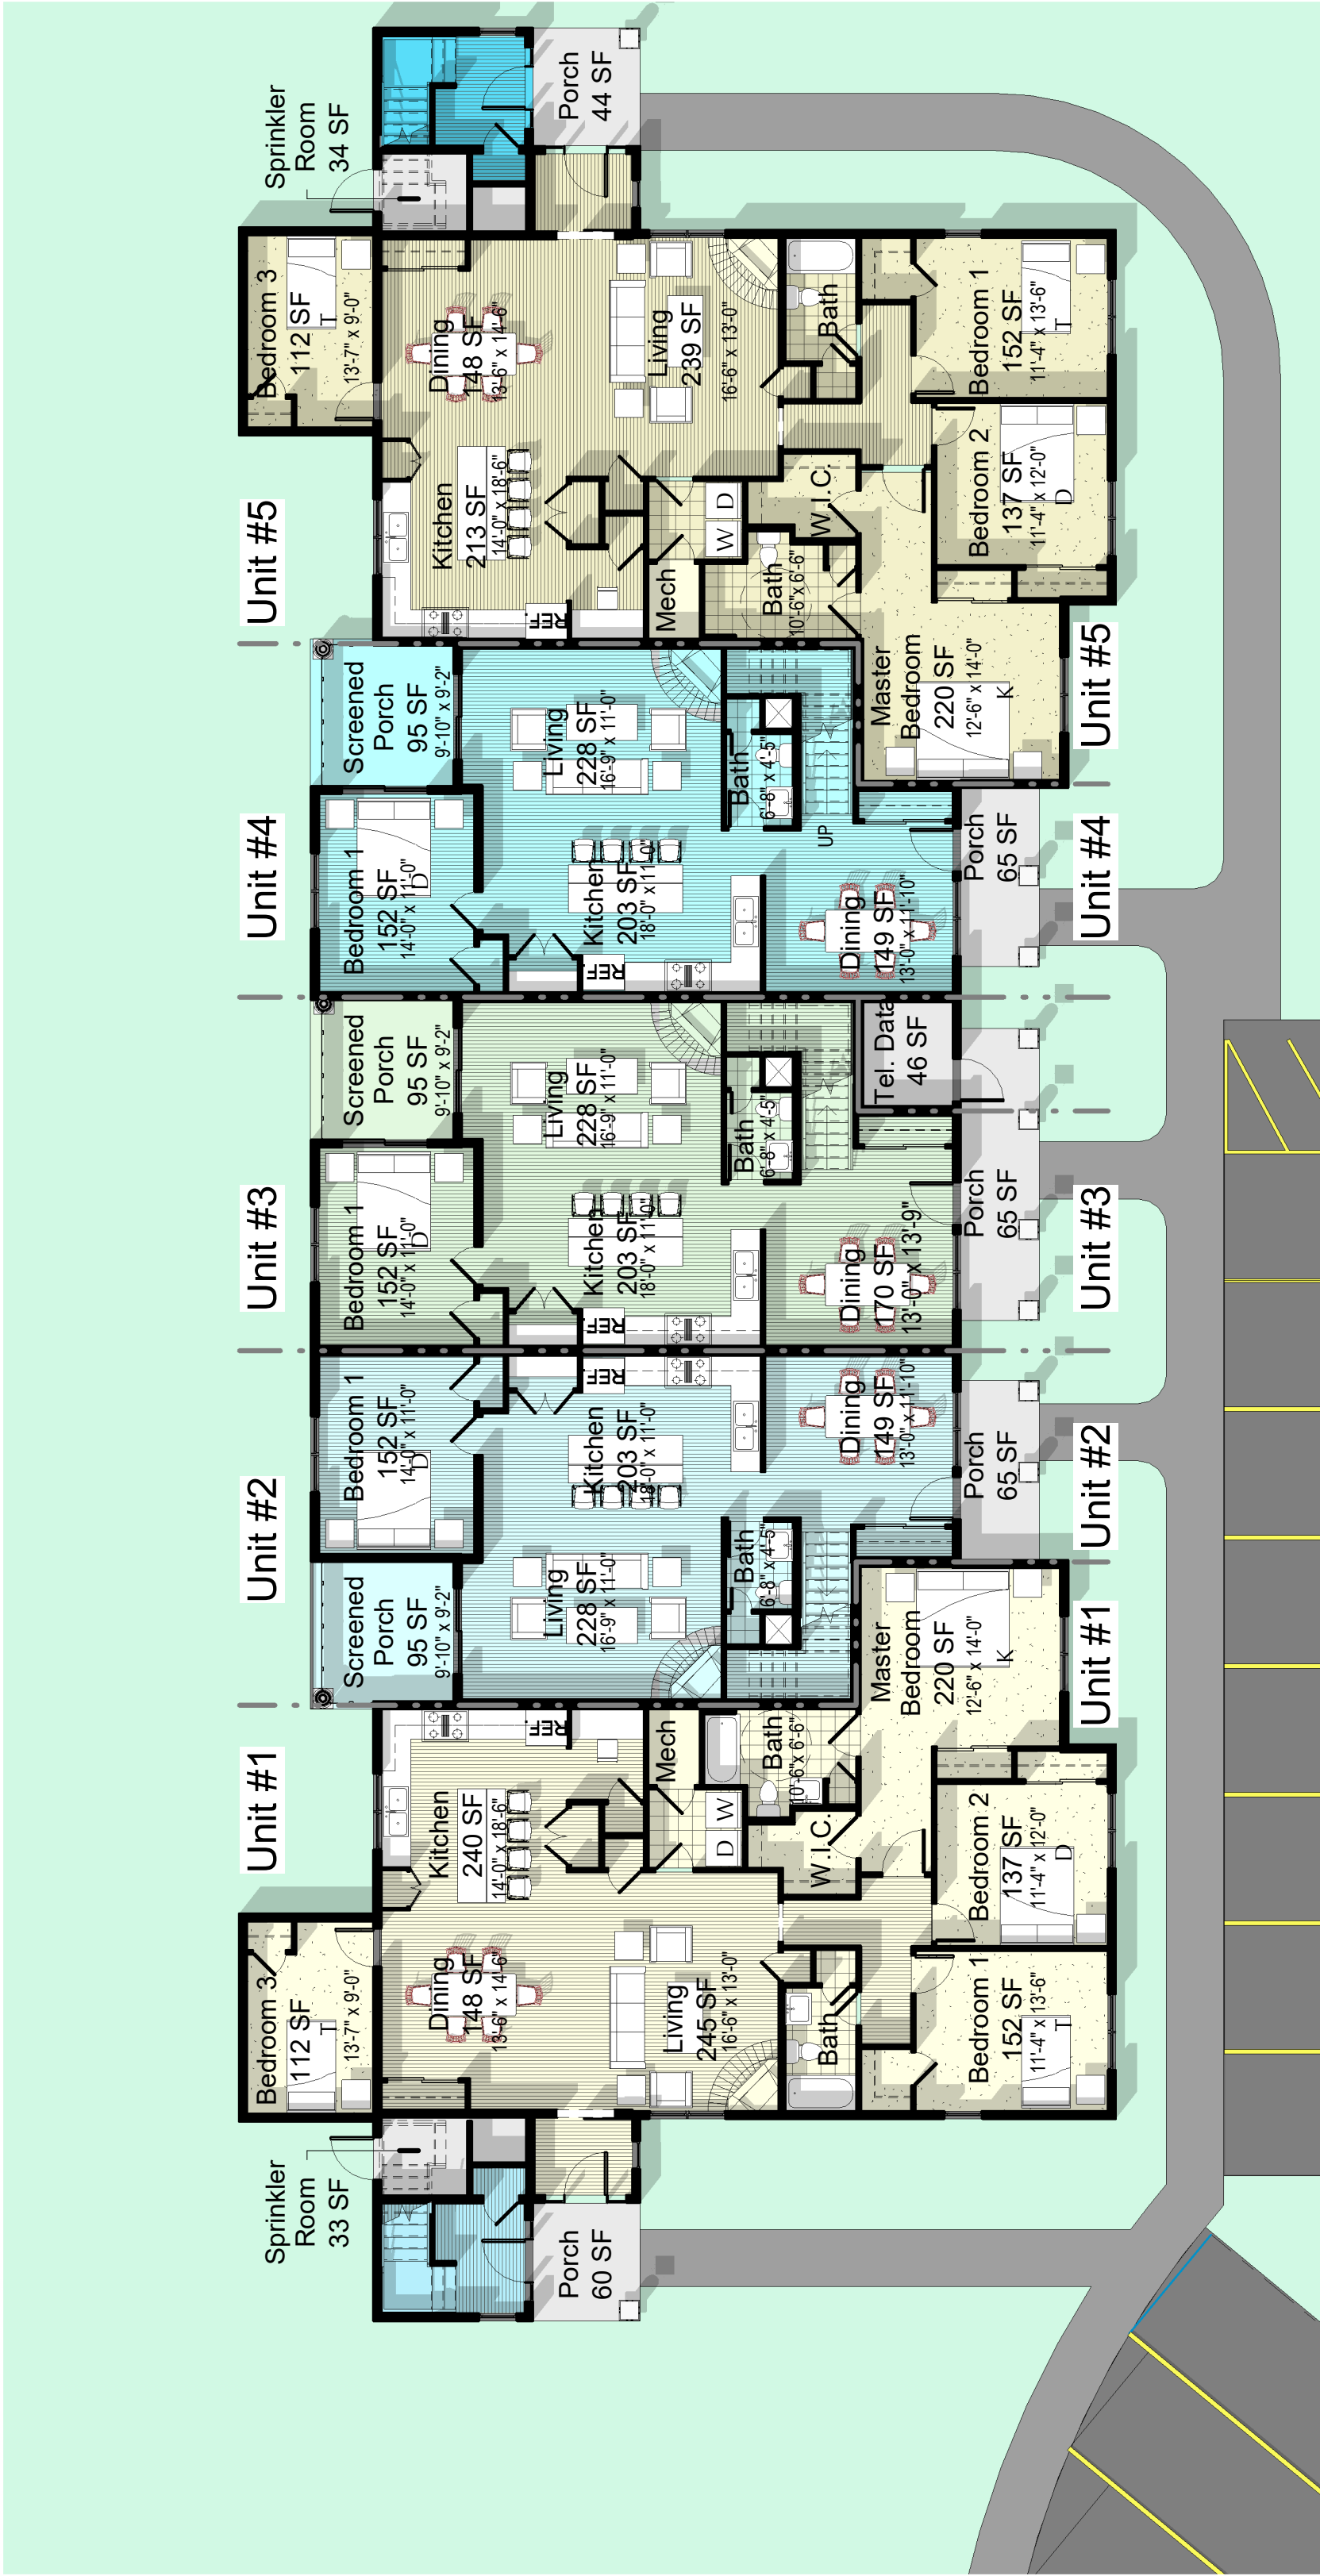 Unit #1
Unit #2
Unit #3
Unit #4
Unit #5
Sprinkler
Room
33 SF
Porch
60 SF
Bedroom 3
112 SF
T
13'-7" x 9'-0"
Dining
148 SF
13'-6" x 14'-6"
Kitchen
240 SF
14'-0" x 18'-6"
REF.
Living
245 SF
16'-6" x 13'-0"
Mech
D
W
Bath
10'-6" x 6'-6"
W.I.C.
Bath
Bedroom 1
152 SF
11'-4" x 13'-6"
T
Bedroom 2
137 SF
11'-4" x 12'-0"
D
Master
Bedroom
220 SF
12'-6" x 14'-0"
K
Unit #1
Screened
Porch
95 SF
9'-10" x 9'-2"
Bedroom 1
152 SF
14'-0" x 11'-0"
D
Living
228 SF
16'-9" x 11'-0"
Kitchen
203 SF
18'-0" x 11'-0"
REF.
Bath
6'-8" x 4'-5"
Dining
149 SF
13'-0" x 11'-10"
Porch
65 SF
Unit #2
Bedroom 1
152 SF
14'-0" x 11'-0"
D
Screened
Porch
95 SF
9'-10" x 9'-2"
Kitchen
203 SF
18'-0" x 11'-0"
REF.
Living
228 SF
16'-9" x 11'-0"
Bath
6'-8" x 4'-5"
Dining
170 SF
13'-0" x 13'-9"
Tel. Data
46 SF
Porch
65 SF
Unit #3
Bedroom 1
152 SF
14'-0" x 11'-0"
D
Screened
Porch
95 SF
9'-10" x 9'-2"
Kitchen
203 SF
18'-0" x 11'-0"
REF.
Living
228 SF
16'-9" x 11'-0"
Bath
6'-8" x 4'-5"
UP
Dining
149 SF
13'-0" x 11'-10"
Porch
65 SF
Unit #4
Kitchen
213 SF
14'-0" x 18'-6"
REF.
Bedroom 3
112 SF
T
13'-7" x 9'-0"
Dining
148 SF
13'-6" x 14'-6"
Living
239 SF
16'-6" x 13'-0"
Mech
W
D
Bath
10'-6" x 6'-6"
W.I.C.
Bath
Master
Bedroom
220 SF
12'-6" x 14'-0"
K
Bedroom 2
137 SF
11'-4" x 12'-0"
D
Bedroom 1
152 SF
11'-4" x 13'-6"
T
Unit #5
Sprinkler
Room
34 SF
Porch
44 SF